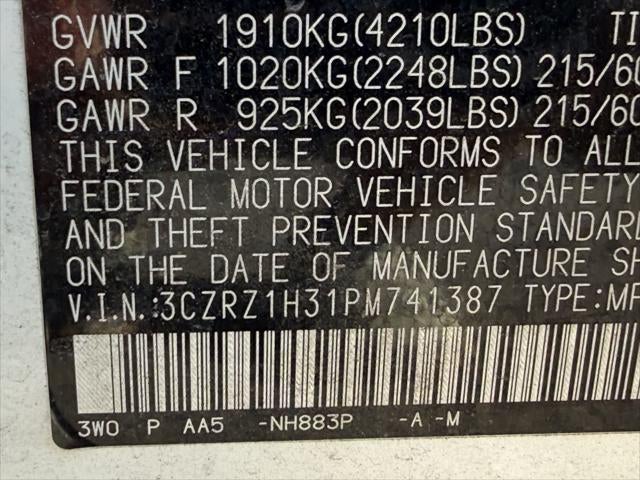 GVWR 1910KG(4210LBS) TI
GAWR F 1020KG(2248LBS) 215/60
GAWR R 925KG(2039LBS) 215/60
THIS VEHICLE CONFORMS TO ALL
FEDERAL MOTOR VEHICLE SAFETY
AND THEFT PREVENTION STANDARD
ON THE DATE OF MANUFACTURE SH
V.I.N.:3CZRZ1H31PM741387 TYPE:MP
3WO P AA5 -NH883P -A-M